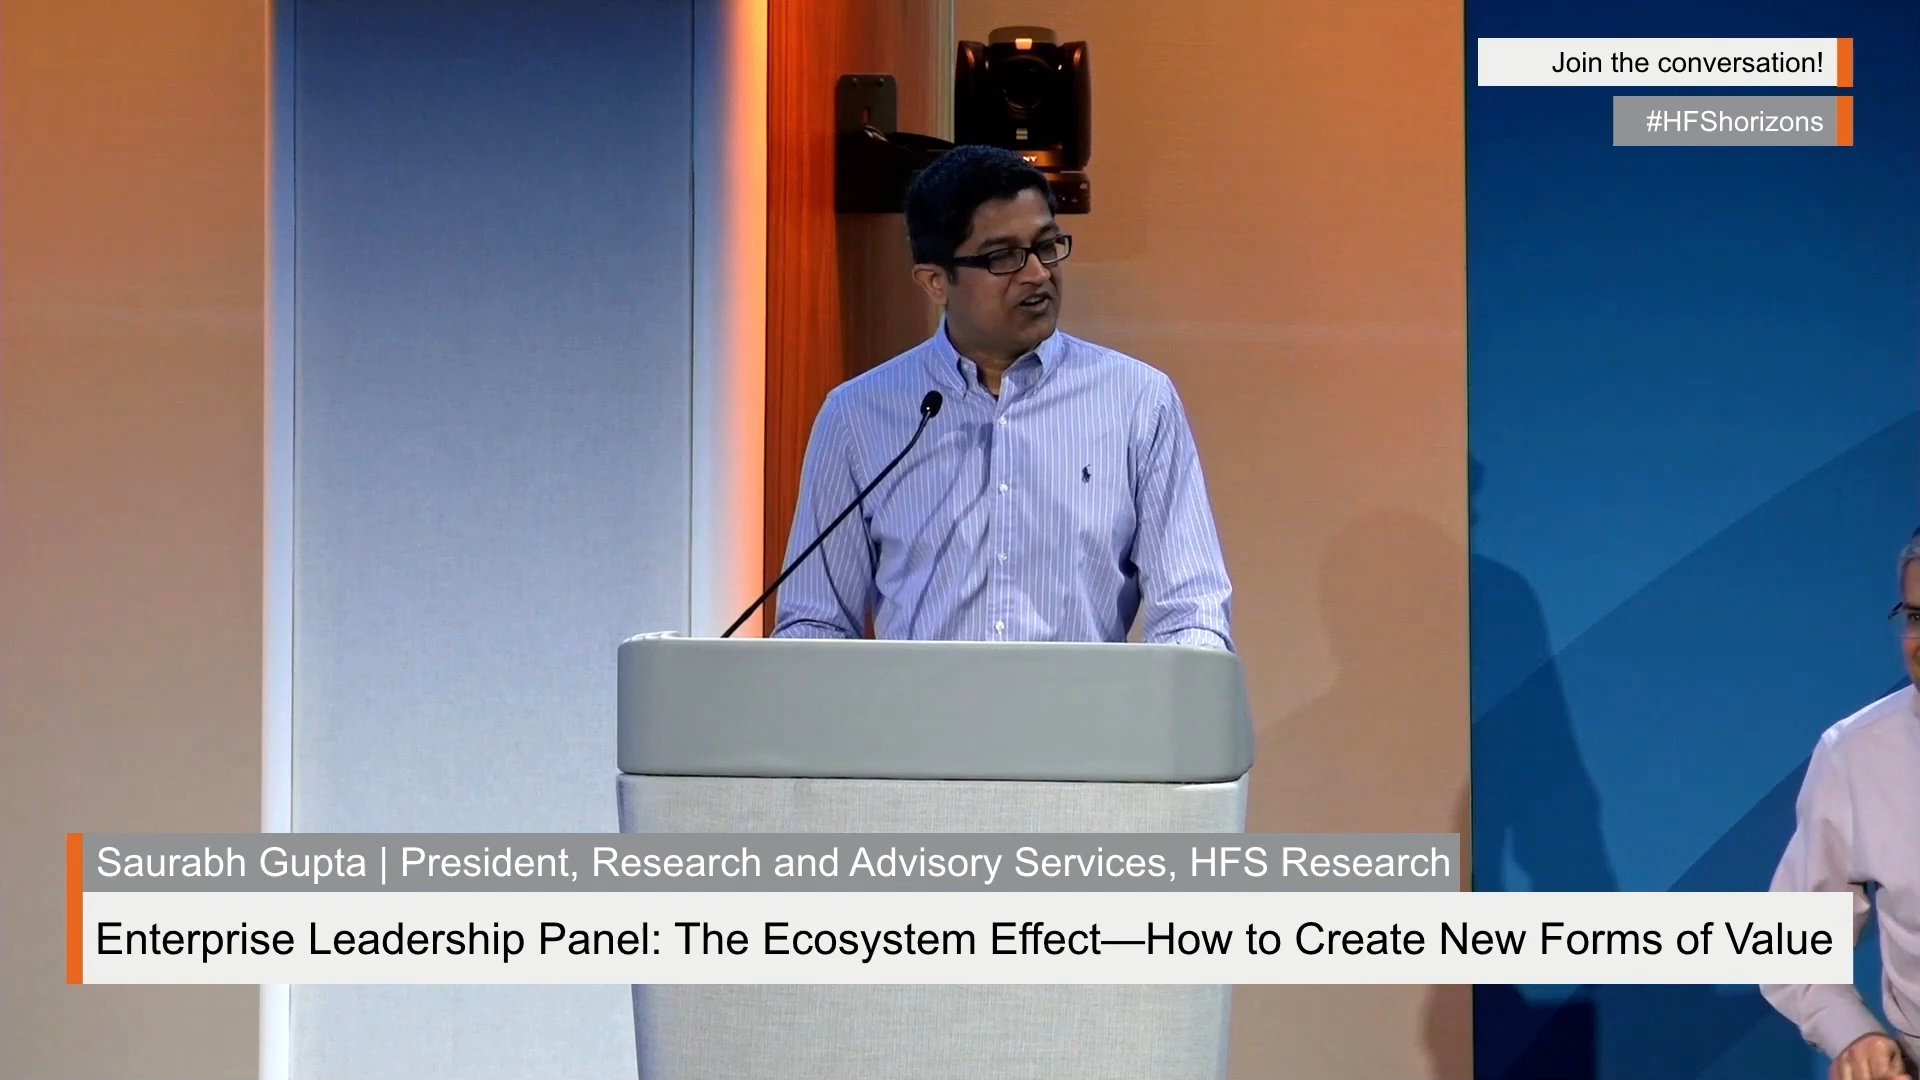 Join the conversation!
#HFShorizons
Saurabh Gupta | President, Research and Advisory Services, HFS Research
Enterprise Leadership Panel: The Ecosystem Effect—How to Create New Forms of Value